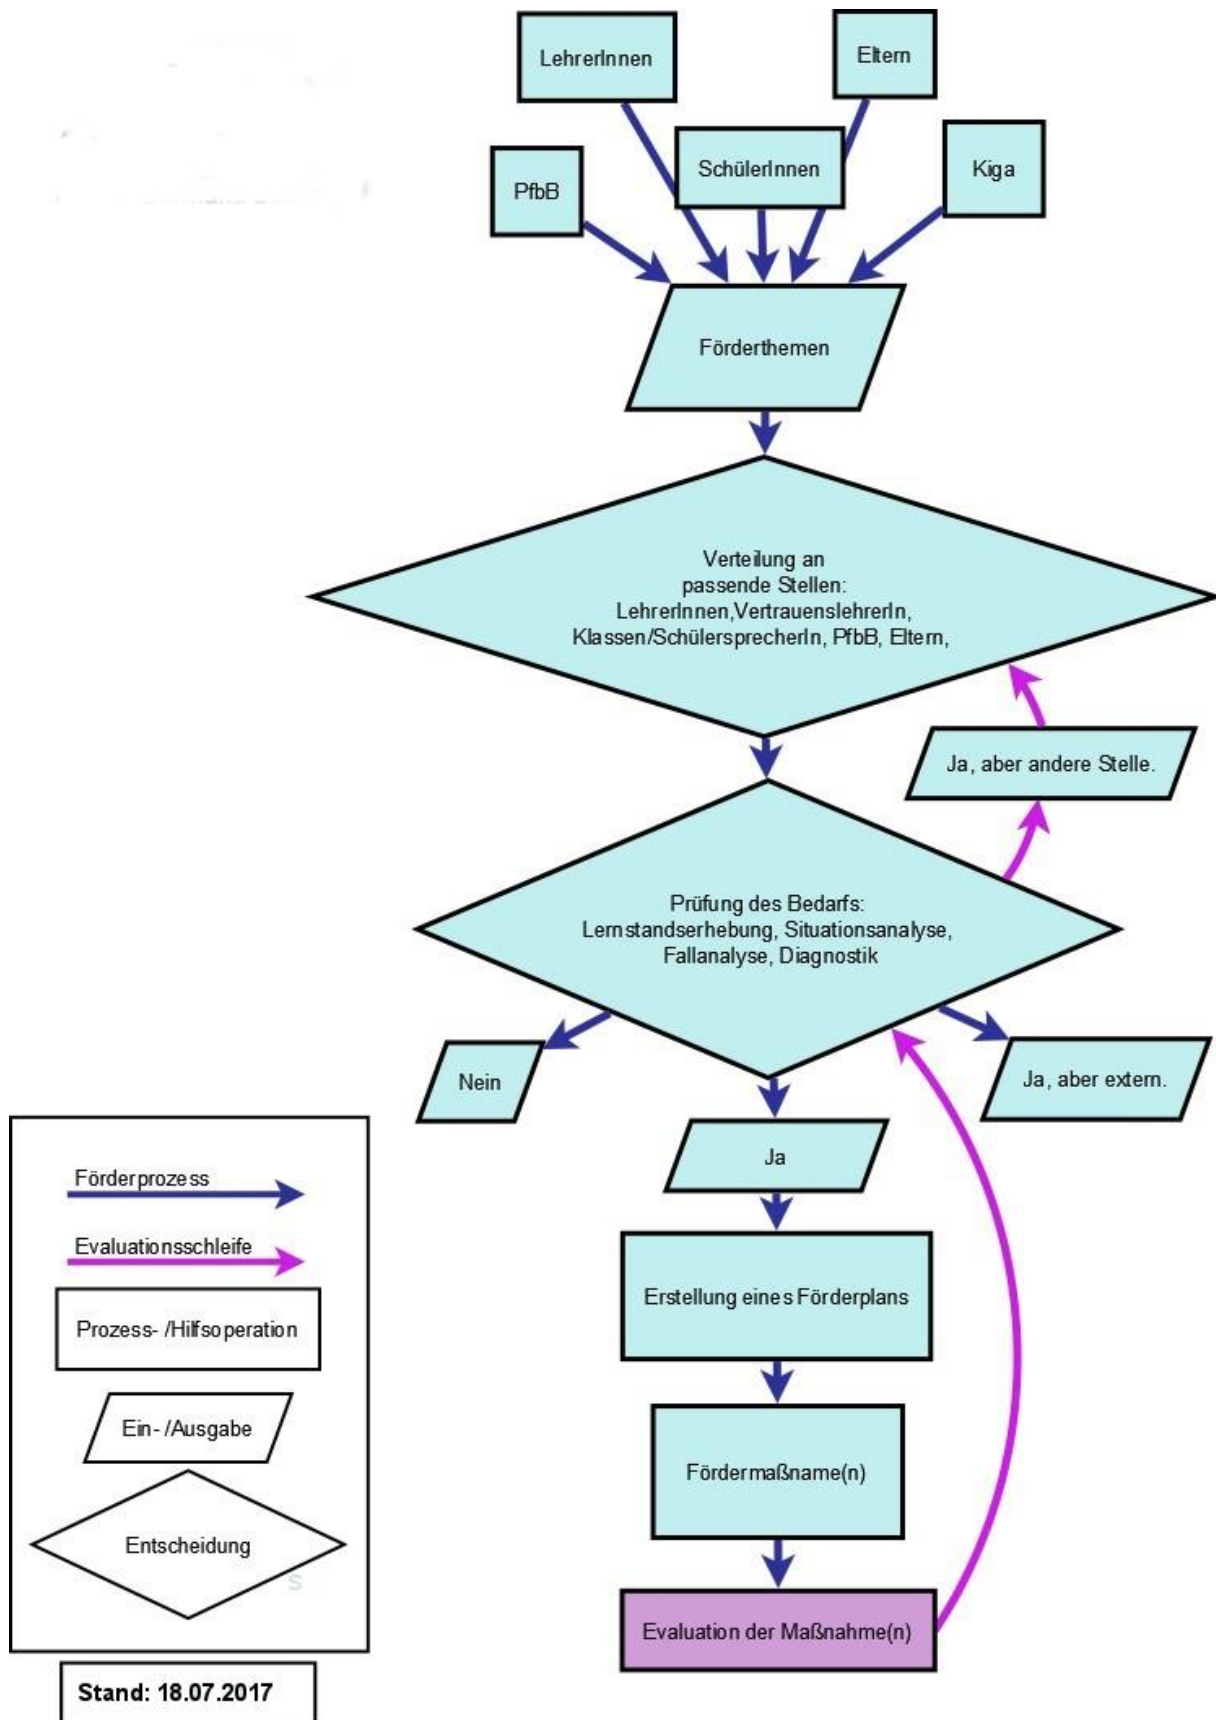 LehrerInnen
Eltern
SchülerInnen
Kiga
PfbB
Förderthemen
Verteilung an
passende Stellen:
LehrerInnen,VertrauenslehrerIn,
Klassen/SchülersprecherIn, PfbB, Eltern,
Ja, aber andere Stelle.
Prüfung des Bedarfs:
Lernstandserhebung, Situationsanalyse,
Fallanalyse, Diagnostik
Nein
Ja, aber extern.
Ja
Erstellung eines Förderplans
Fördermaßname(n)
Evaluation der Maßnahme(n)
Förderprozess
Evaluationsschleife
Prozess- /Hilfsoperation
Ein- /Ausgabe
Entscheidung
s
Stand: 18.07.2017